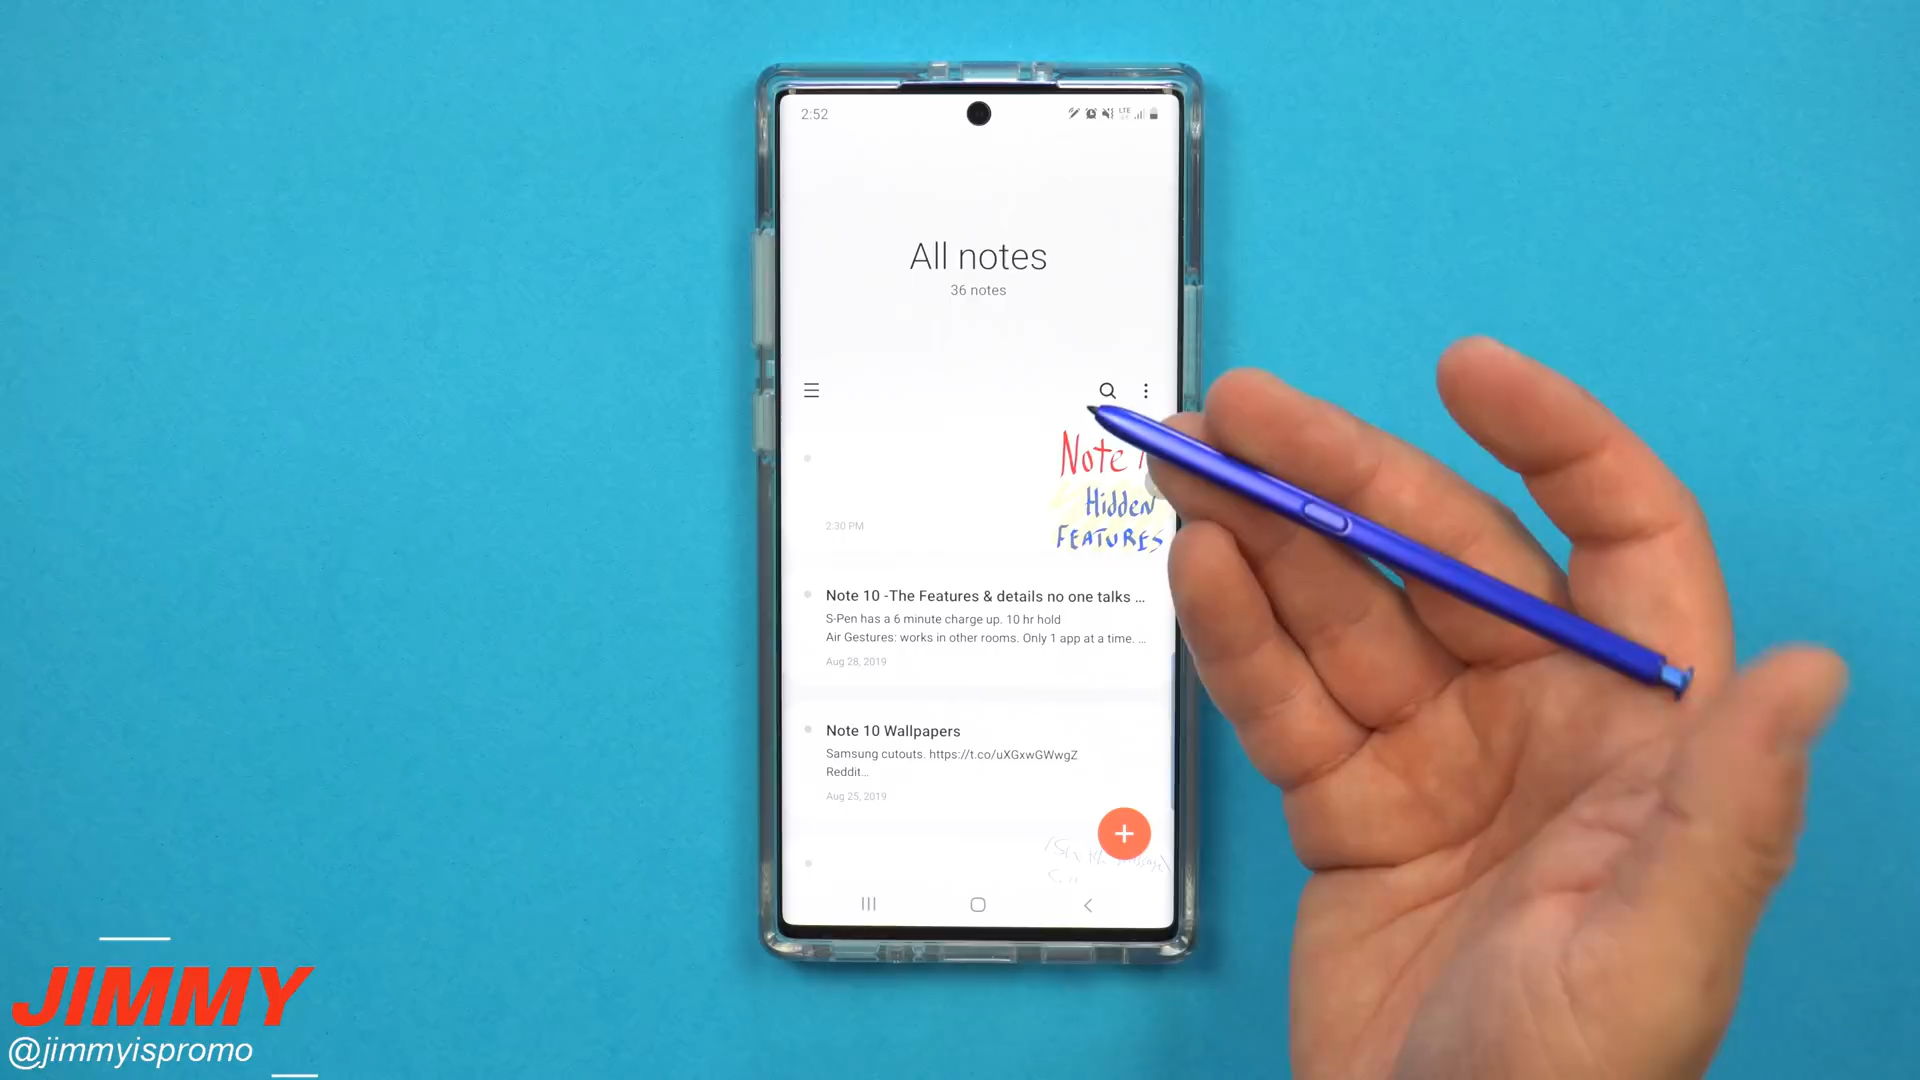 2:52
LTE
All notes
36 notes
Note
Hidden
FEATURES
2:30 PM
Note 10 -The Features & details no one talks ...
S-Pen has a 6 minute charge up. 10 hr hold
Air Gestures: works in other rooms. Only 1 app at a time. ...
Aug 28, 2019
Note 10 Wallpapers
Samsung cutouts. https://t.co/uXGxwGWwgZ
Reddit...
Aug 25, 2019
JIMMY
@jimmyispromo